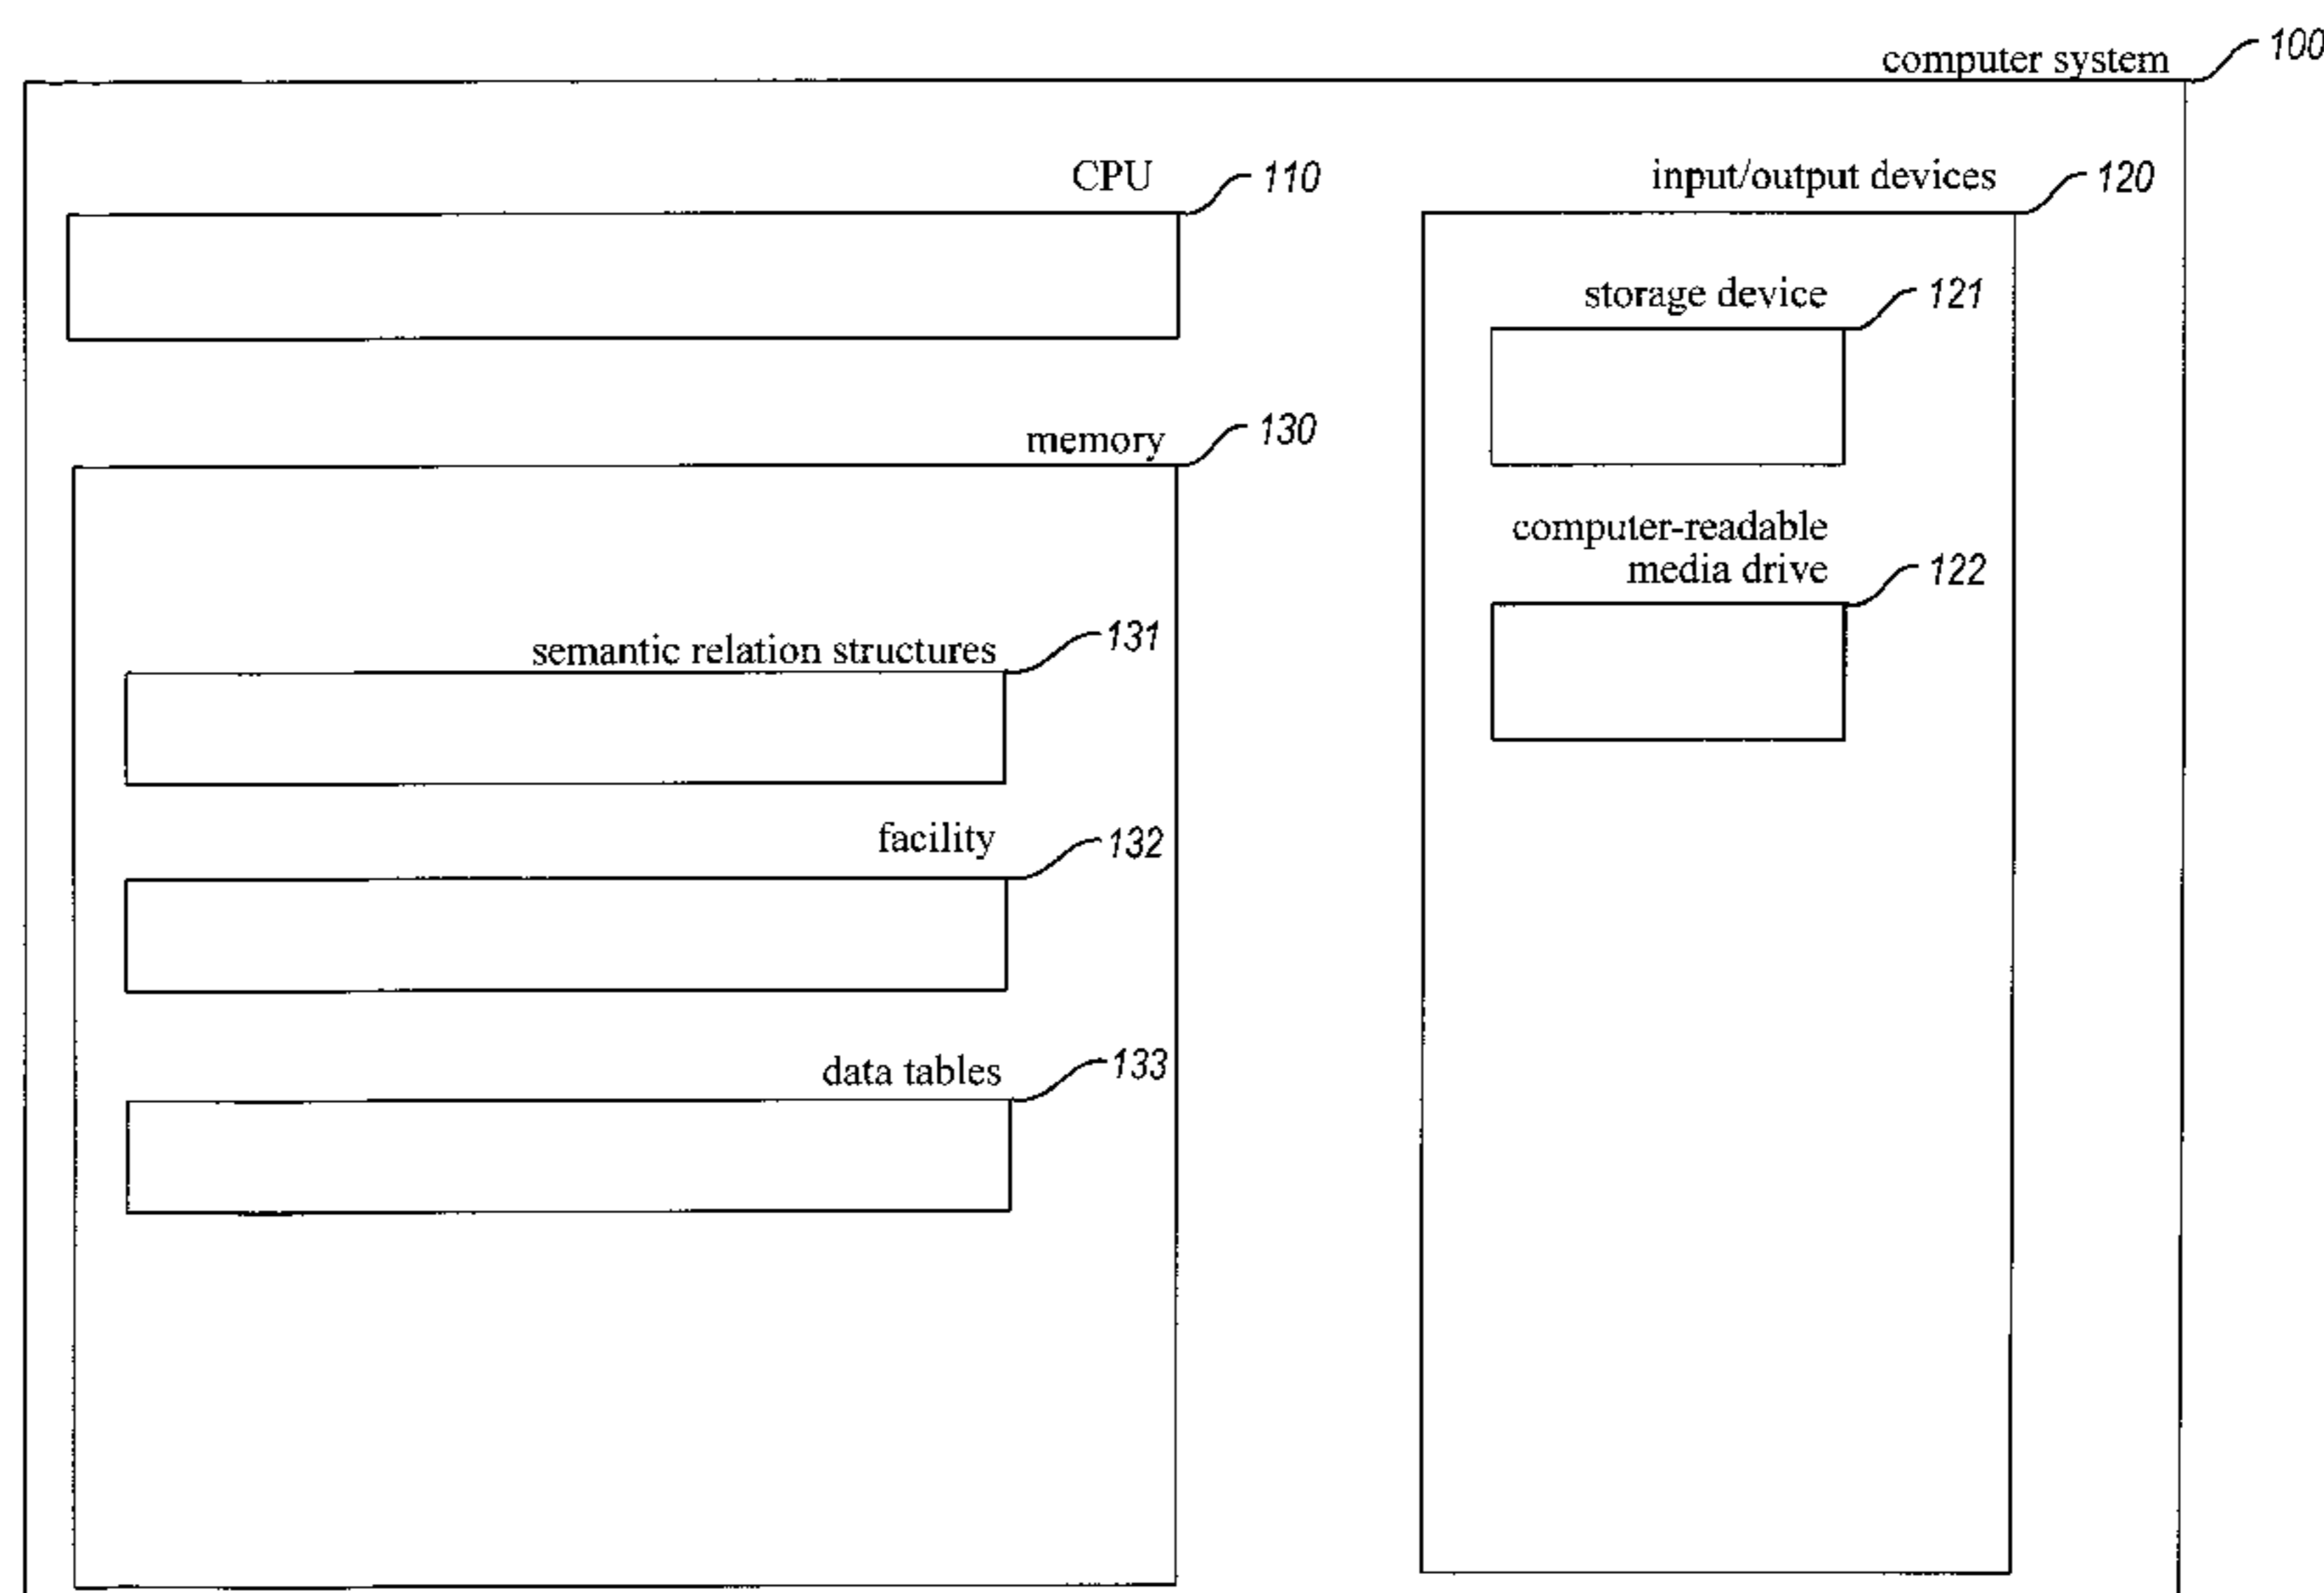 computer system 100
CPU 110
input/output devices 120
storage device 121
memory 130
computer-readable
media drive 122
semantic relation structures 131
facility 132
data tables 133